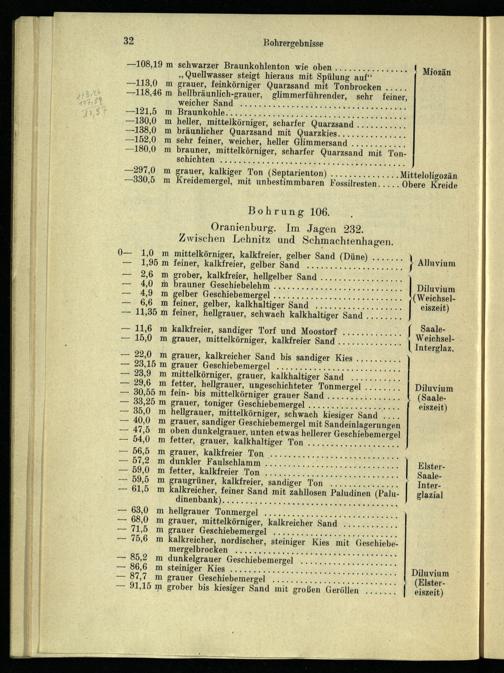 32 Bohrergebnisse
—108,19 m schwarzer Braunkohlenton wie oben
„Quellwasser steigt hieraus mit Spülung auf“
—113,0 m grauer, feinkörniger Quarzsand mit Tonbrocken
—118,46 m hellbräunlich-grauer, glimmerführender, sehr feiner,
weicher Sand
—121,5 m Braunkohle
—130,0 m heller, mittelkörniger, scharfer Quarzsand
—138,0 m bräunlicher Quarzsand mit Quarzkies
—152,0 m sehr feiner, weicher, heller Glimmersand
—180,0 m brauner, mittelkörniger, scharfer Quarzsand mit Ton-
schichten
Miozän
—297,0 m grauer, kalkiger Ton (Septarienton) Mitteloligozän
—330,5 m Kreidemergel, mit unbestimmbaren Fossilresten Obere Kreide
Bohrung 106.
Oranienburg. Im Jagen 232.
Zwischen Lehnitz und Schmachtenhagen.
0— 1,0 m mittelkörniger, kalkfreier, gelber Sand (Düne)
— 1,95 m feiner, kalkfreier, gelber Sand
Alluvium
— 2,6 m grober, kalkfreier, hellgelber Sand
— 4,0 m brauner Geschiebelehm
— 4,9 m gelber Geschiebemergel
— 6,6 m feiner, gelber, kalkhaltiger Sand
— 11,35 m feiner, hellgrauer, schwach kalkhaltiger Sand
Diluvium
(Weichsel-
eiszeit)
— 11,6 m kalkfreier, sandiger Torf und Moostorf
— 15,0 m grauer, mittelkörniger, kalkfreier Sand
Saale-
Weichsel-
Interglaz.
— 22,0 m grauer, kalkreicher Sand bis sandiger Kies
— 23,15 m grauer Geschiebemergel
— 23,9 m mittelkörniger, grauer, kalkhaltiger Sand
— 29,6 m fetter, hellgrauer, ungeschichteter Tonmergel
— 30,55 m fein- bis mittelkörniger grauer Sand
— 33,25 m grauer, toniger Geschiebemergel
— 35,0 m hellgrauer, mittelkörniger, schwach kiesiger Sand
— 40,0 m grauer, sandiger Geschiebemergel mit Sandeinlagerungen
— 47,5 m oben dunkelgrauer, unten etwas hellerer Geschiebemergel
— 54,0 m fetter, grauer, kalkhaltiger Ton
Diluvium
(Saale-
eiszeit)
— 56,5 m grauer, kalkfreier Ton
— 57,2 m dunkler Faulschlamm
— 59,0 m fetter, kalkfreier Ton
— 59,5 m graugrüner, kalkfreier, sandiger Ton
— 61,5 m kalkreicher, feiner Sand mit zahllosen Paludinen (Palu-
dinenbank)
Elster-
Saale-
Inter-
glazial
— 63,0 m hellgrauer Tonmergel
— 68,0 m grauer, mittelkörniger, kalkreicher Sand
— 71,5 m grauer Geschiebemergel
— 75,6 m kalkreicher, nordischer, steiniger Kies mit Geschiebe-
mergelbrocken
— 85,2 m dunkelgrauer Geschiebemergel
— 86,6 m steiniger Kies
— 87,7 m grauer Geschiebemergel
— 91,15 m grober bis kiesiger Sand mit großen Geröllen
Diluvium
(Elster-
eiszeit)